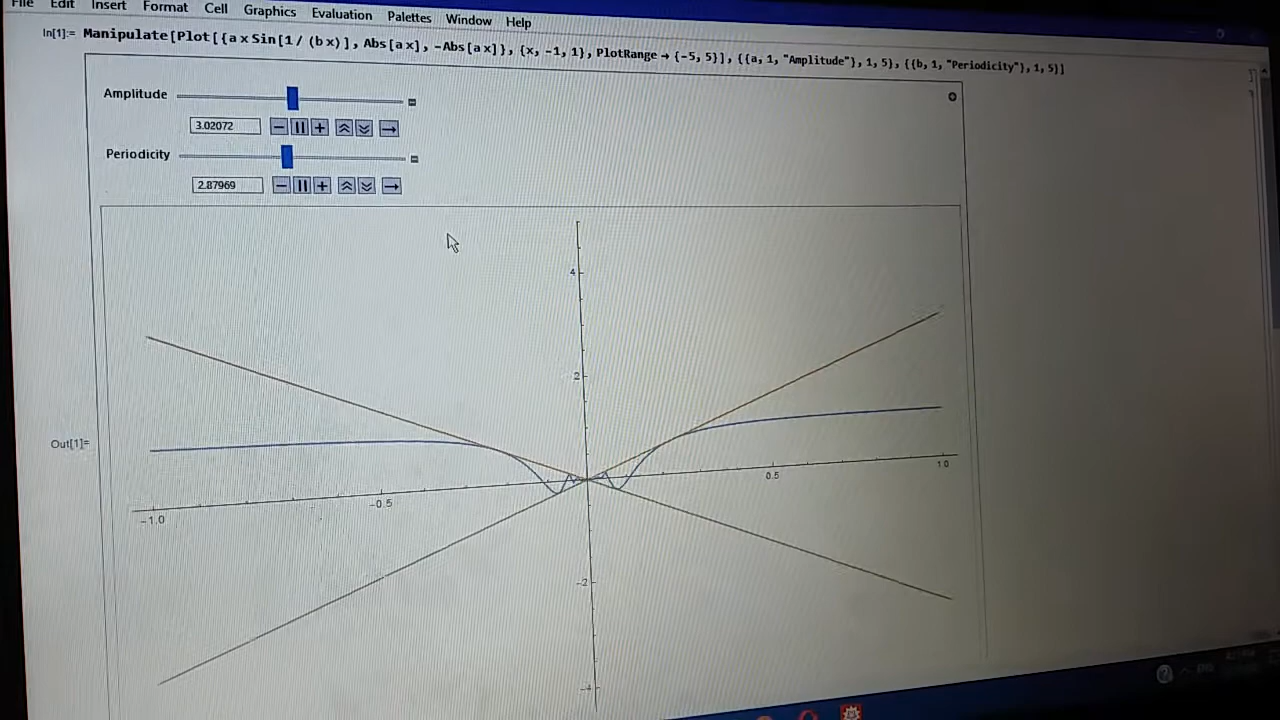 File Edit Insert Format Cell Graphics Evaluation Palettes Window Help
In[1]:= Manipulate[Plot[{a x Sin[1 / (b x)], Abs[a x], -Abs[a x]}, {x, -1, 1}, PlotRange → {-5, 5}], {{a, 1, "Amplitude"}, 1, 5}, {{b, 1, "Periodicity"}, 1, 5}]
Amplitude
3.02072
Periodicity
2.87969
4
2
Out[1]=
-1.0 -0.5 0.5 1.0
-2
-4
ENG